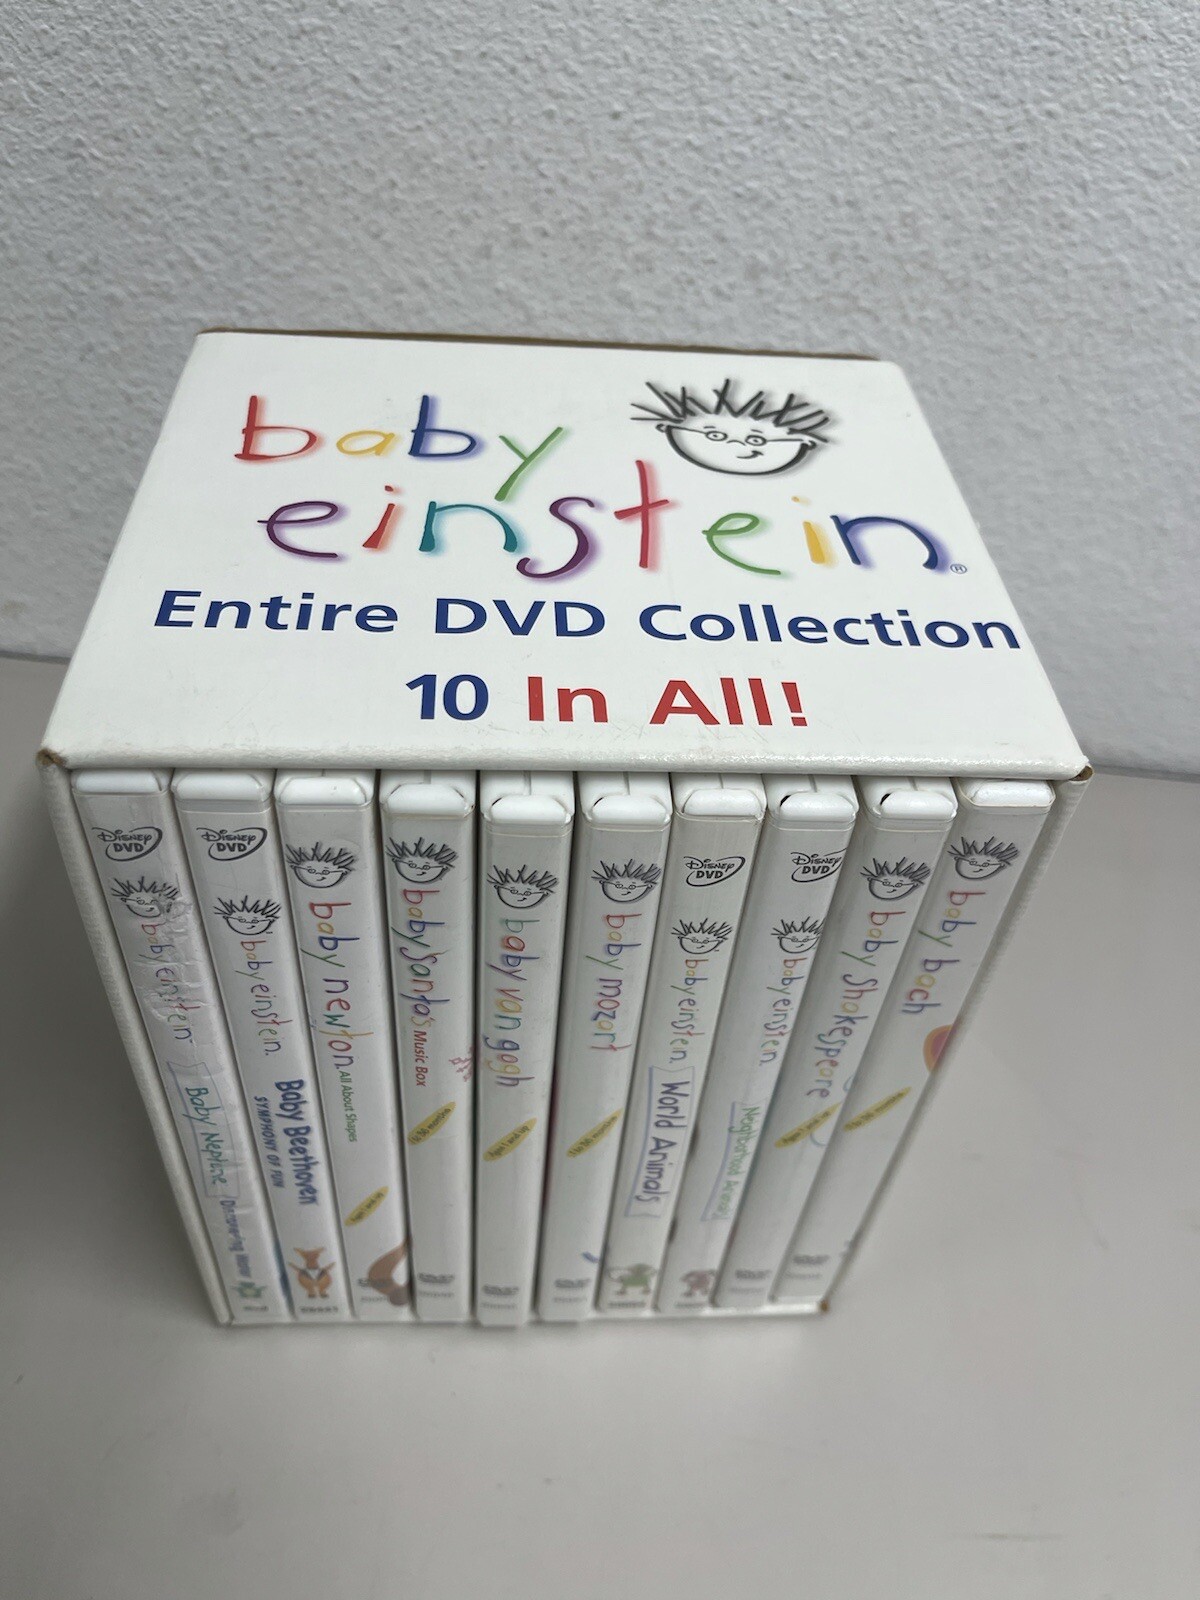 baby
einstein®
Entire DVD Collection
10 In All!
DISNEY DVD
baby einstein
Baby Neptune
Discovering Water
DISNEY DVD
baby einstein
Baby Beethoven
SYMPHONY OF FUN
baby newton
All About Shapes
baby santa's
Music Box
baby van gogh
baby mozart
DISNEY DVD
baby einstein
World Animals
DISNEY DVD
baby einstein
Neighborhood Animals
baby shakespeare
baby bach